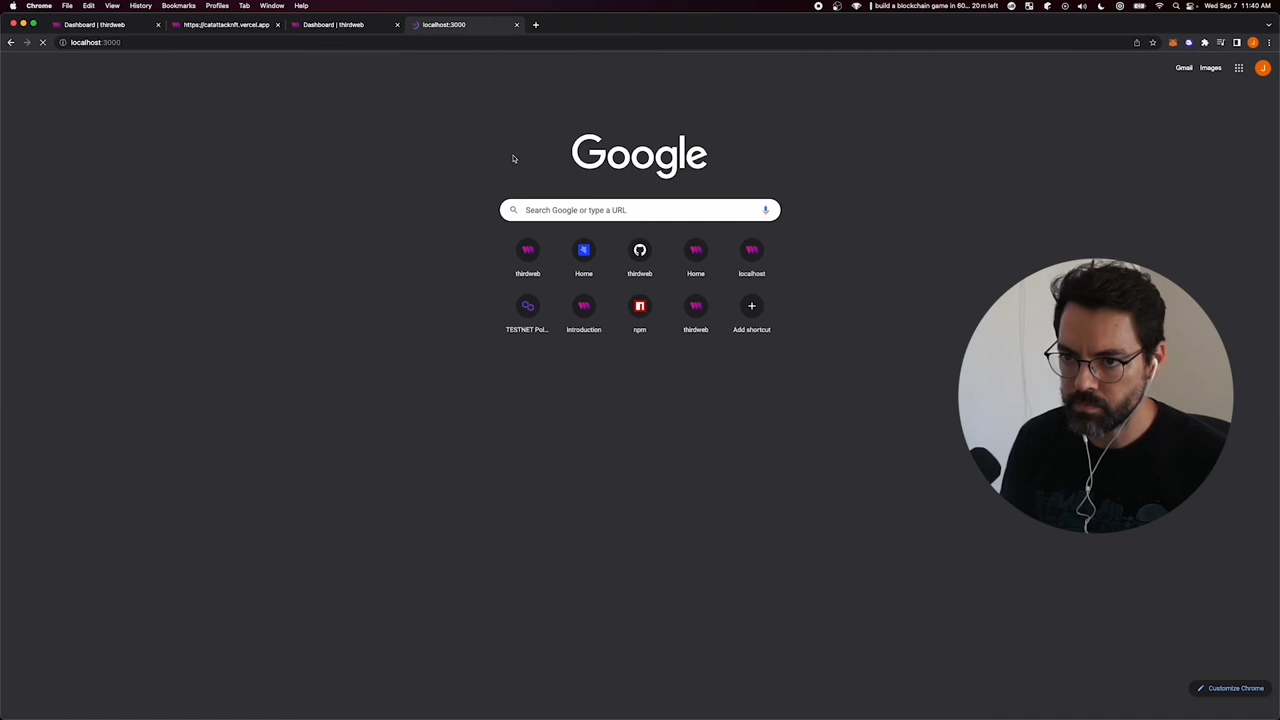 Chrome File Edit View History Bookmarks Profiles Tab Window Help
build a blockchain game in 60... 20m left
Wed Sep 7 11:40 AM
Dashboard | thirdweb
https://catattacknft.vercel.app
Dashboard | thirdweb
localhost:3000
localhost:3000
J
Gmail Images
J
Google
Search Google or type a URL
thirdweb
Home
thirdweb
Home
localhost
TESTNET Pol...
Introduction
npm
thirdweb
Add shortcut
Customize Chrome